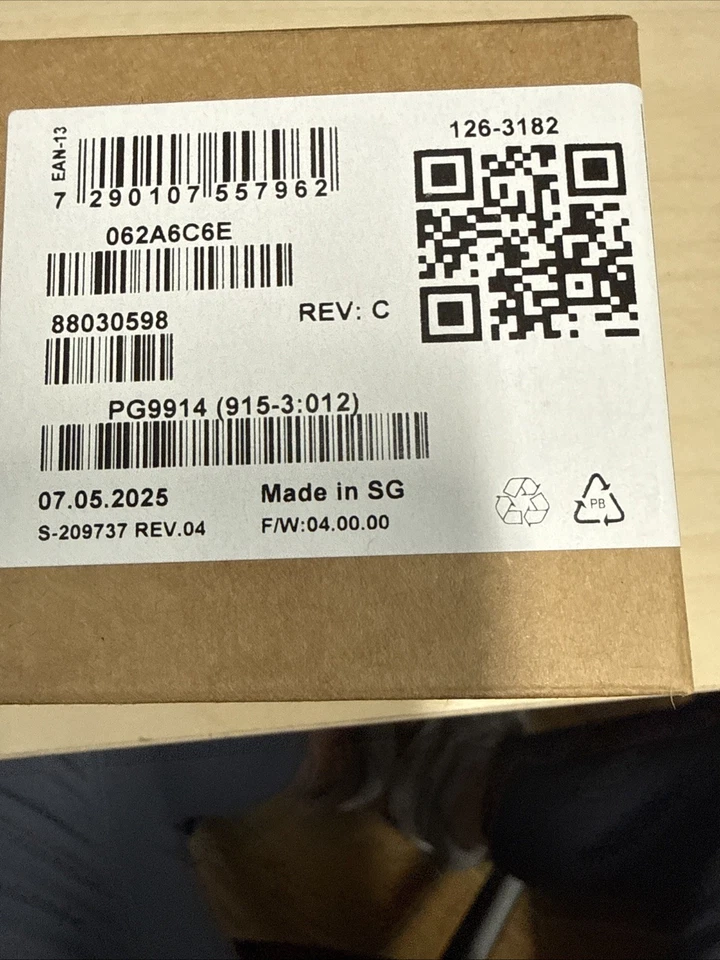 EAN-13
7 290107 557962
126-3182
062A6C6E
REV: C
88030598
PG9914 (915-3:012)
07.05.2025
Made in SG
S-209737 REV.04
F/W:04.00.00
PB